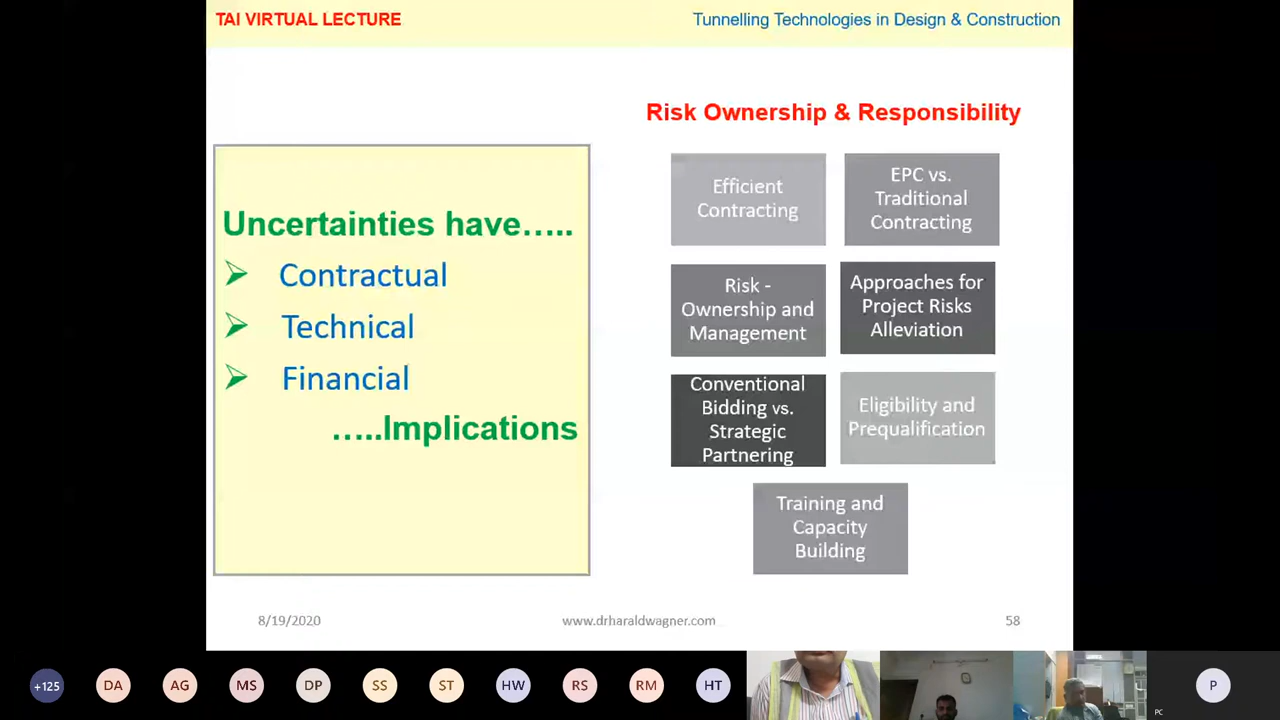 TAI VIRTUAL LECTURE
Tunnelling Technologies in Design & Construction
Risk Ownership & Responsibility
Uncertainties have…..
Contractual
Technical
Financial
…..Implications
Efficient
Contracting
EPC vs.
Traditional
Contracting
Risk -
Ownership and
Management
Approaches for
Project Risks
Alleviation
Conventional
Bidding vs.
Strategic
Partnering
Eligibility and
Prequalification
Training and
Capacity
Building
8/19/2020
www.drharaldwagner.com
58
+125
DA
AG
MS
DP
SS
ST
HW
RS
RM
HT
PC
P